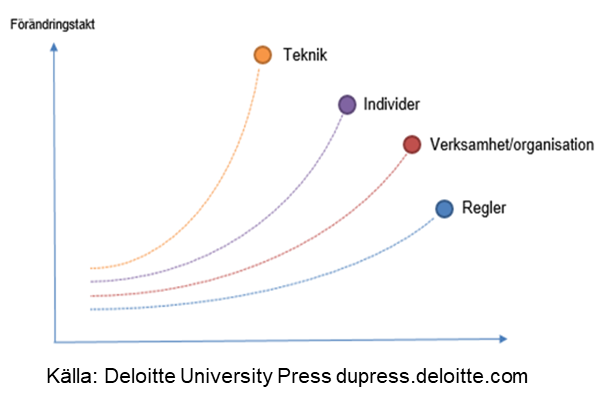 Förändringstakt
Teknik
Individer
Verksamhet/organisation
Regler
Källa: Deloitte University Press dupress.deloitte.com